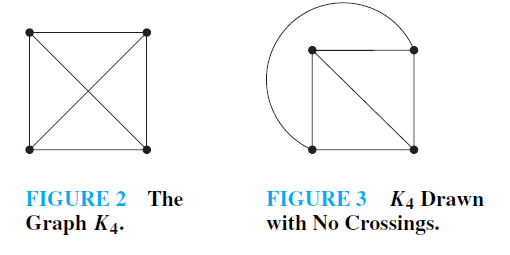 FIGURE 2 The
Graph K₄.
FIGURE 3 K₄ Drawn
with No Crossings.